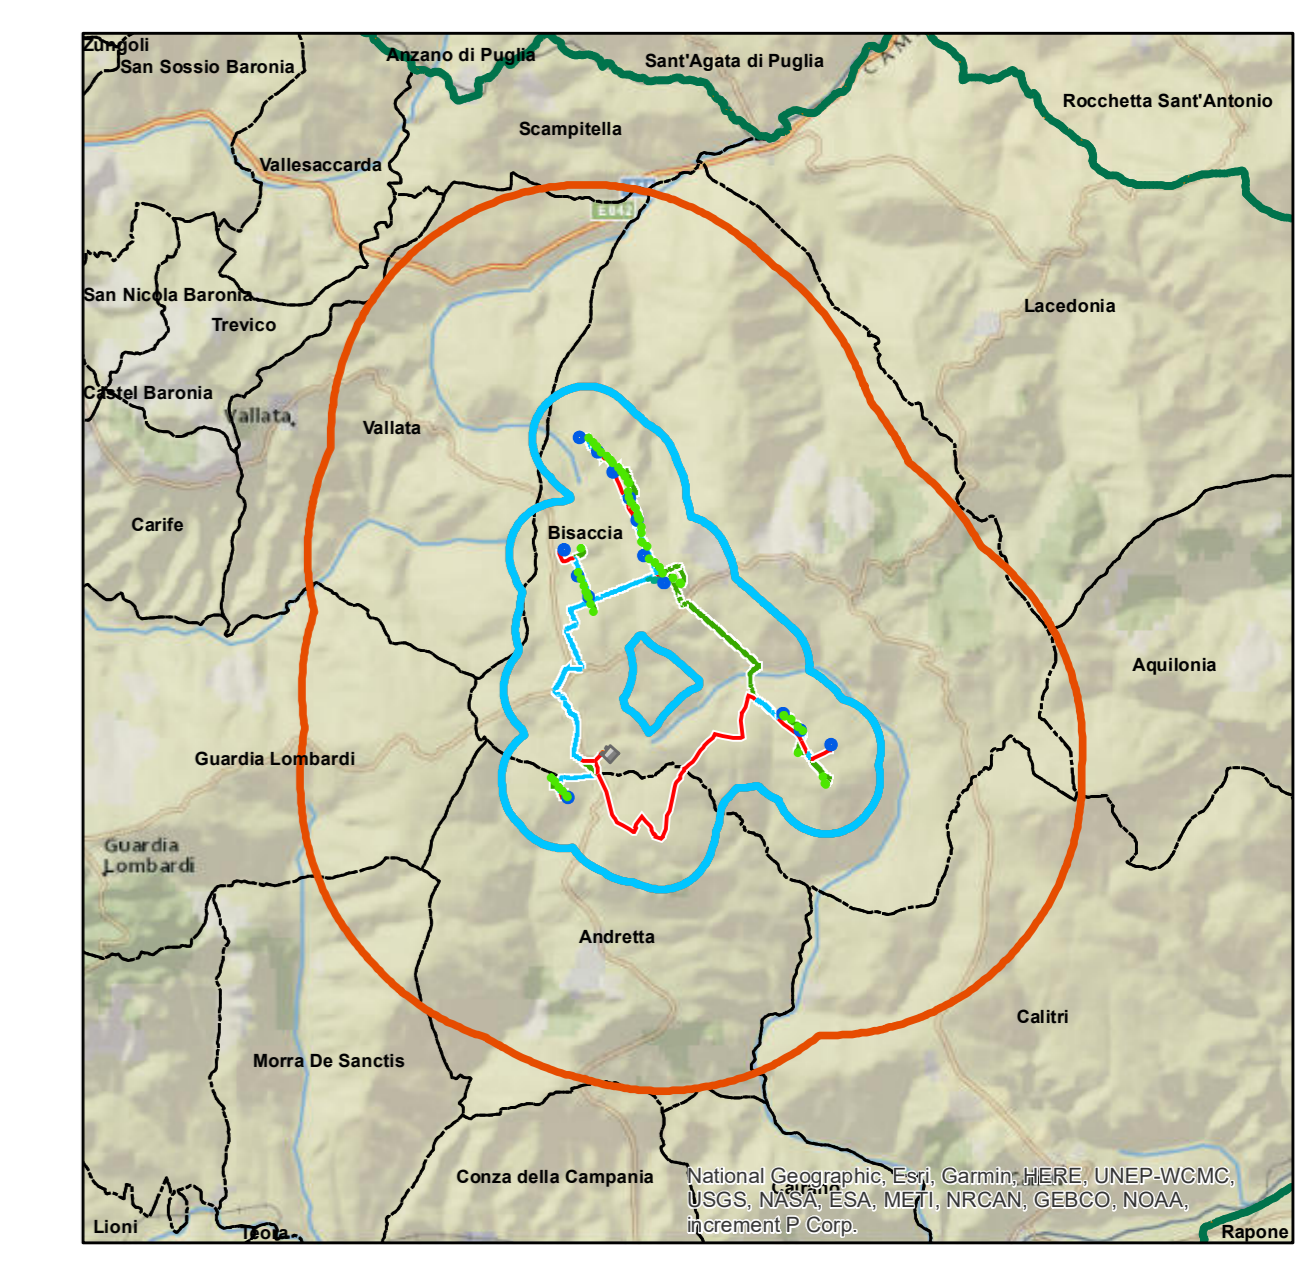 Zungoli
San Sossio Baronia
Anzano di Puglia
Sant'Agata di Puglia
Rocchetta Sant'Antonio
Scampitella
Vallesaccarda
E842
San Nicola Baronia
Trevico
Lacedonia
Castel Baronia
Vallata
Vallata
Carife
Bisaccia
Aquilonia
Guardia Lombardi
Guardia
Lombardi
Andretta
Calitri
Morra De Sanctis
Conza della Campania
National Geographic, Esri, Garmin, HERE, UNEP-WCMC,
USGS, NASA, ESA, METI, NRCAN, GEBCO, NOAA,
increment P Corp.
Cairano
Lioni
Teora
Rapone